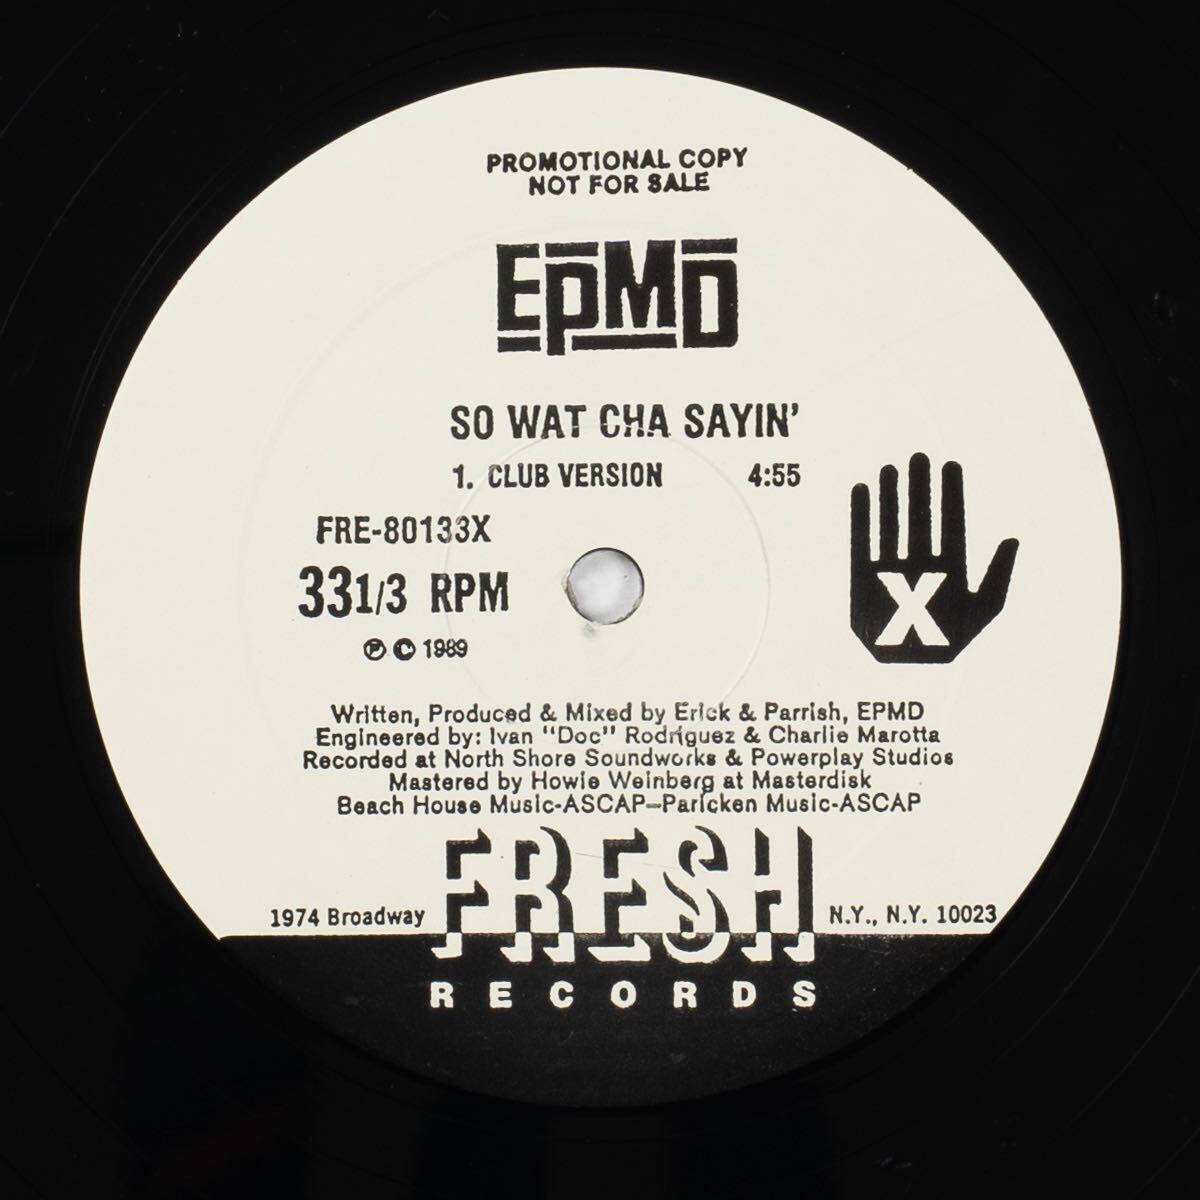 PROMOTIONAL COPY
NOT FOR SALE
EPMD
SO WAT CHA SAYIN'
1. CLUB VERSION 4:55
FRE-80133X
33 1/3 RPM
℗ © 1989
X
Written, Produced & Mixed by Erick & Parrish, EPMD
Engineered by: Ivan "Doc" Rodriguez & Charlie Marotta
Recorded at North Shore Soundworks & Powerplay Studios
Mastered by Howie Weinberg at Masterdisk
Beach House Music-ASCAP—Paricken Music-ASCAP
FRESH
1974 Broadway N.Y., N.Y. 10023
RECORDS